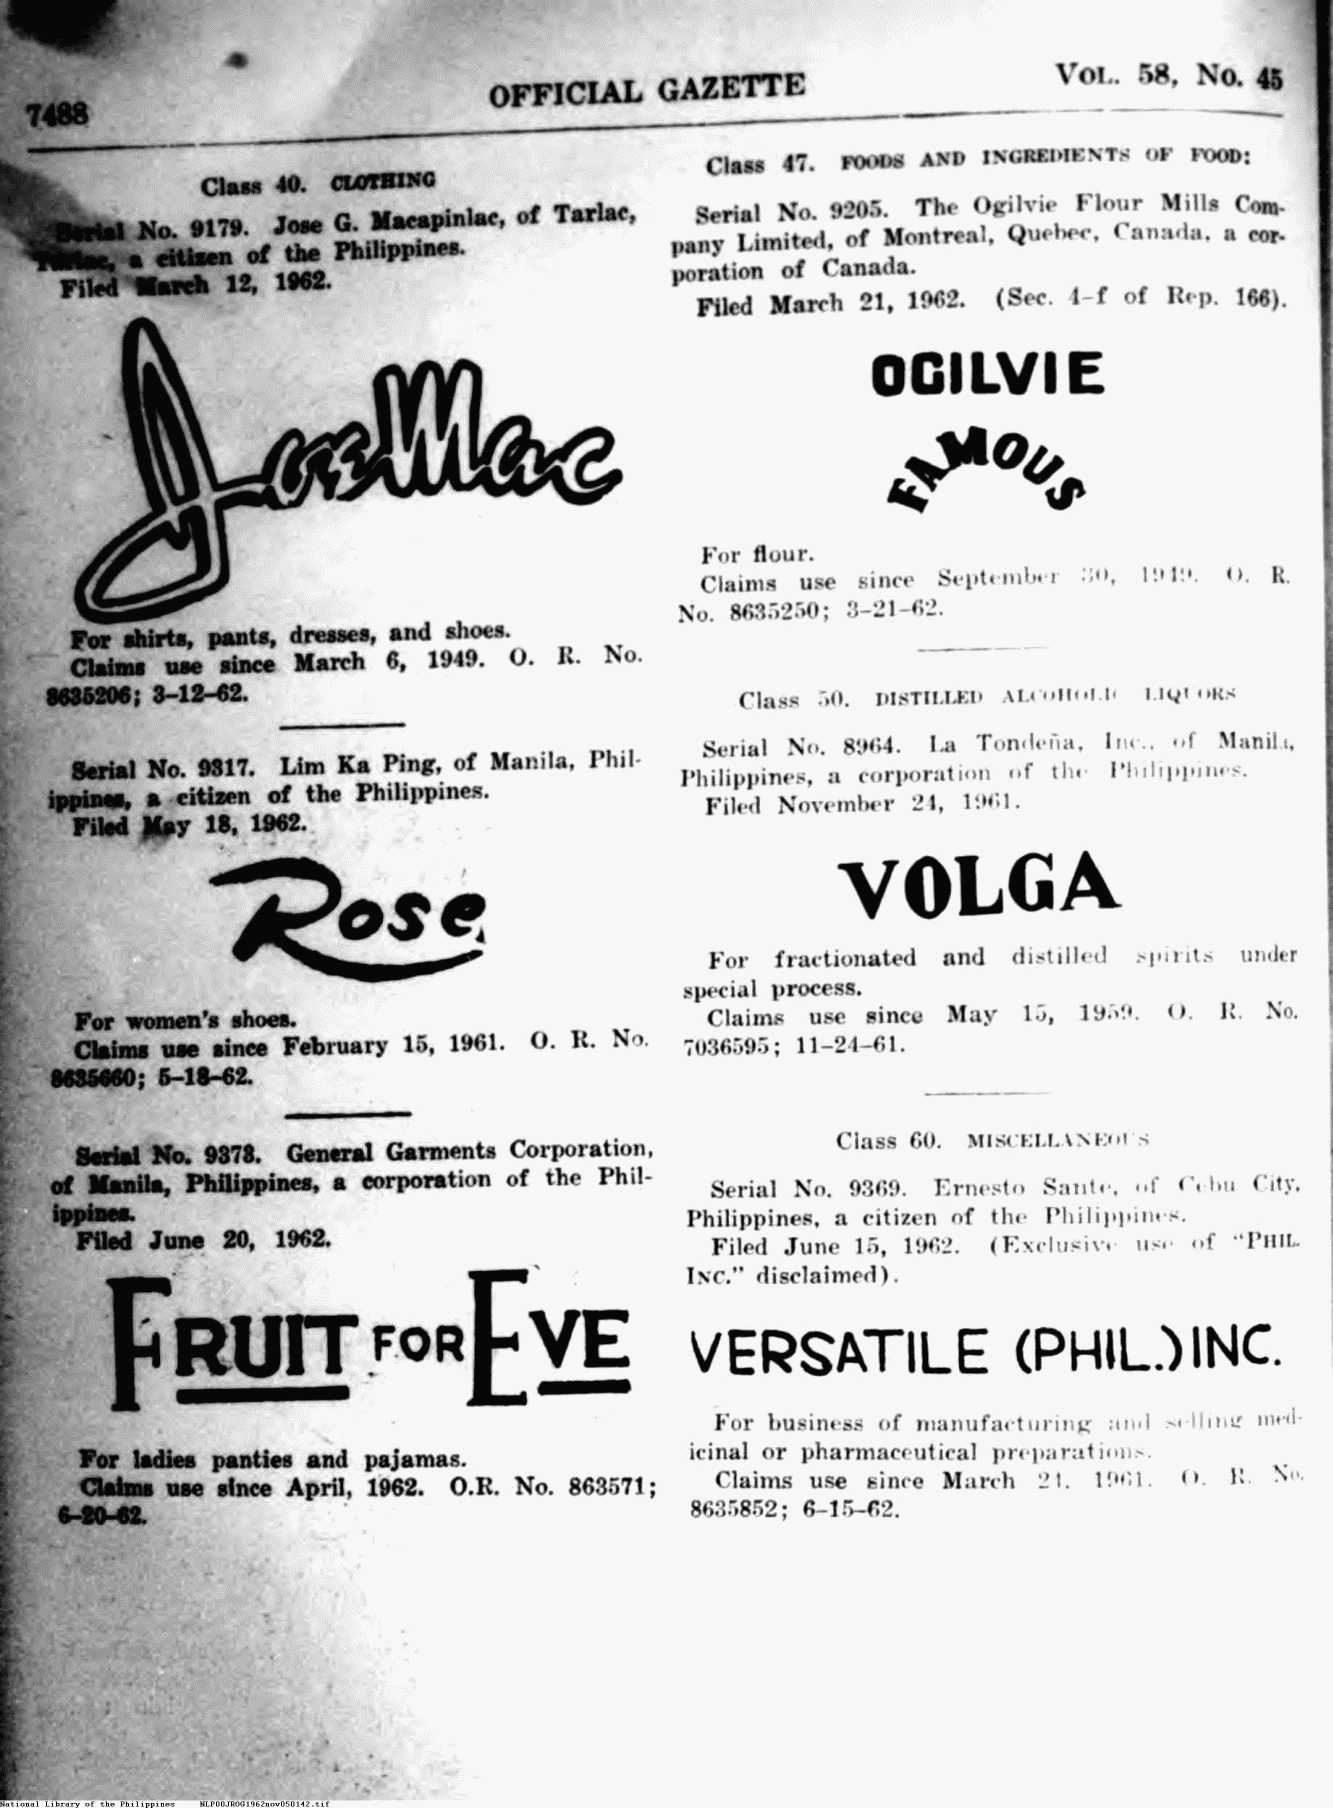 7488
OFFICIAL GAZETTE
VOL. 58, No. 45
Class 40. CLOTHING
Serial No. 9179. Jose G. Macapinlac, of Tarlac,
Tarlac, a citizen of the Philippines.
Filed March 12, 1962.
JoseMac
For shirts, pants, dresses, and shoes.
Claims use since March 6, 1949. O. R. No.
8635206; 3-12-62.
Serial No. 9317. Lim Ka Ping, of Manila, Phil-
ippines, a citizen of the Philippines.
Filed May 18, 1962.
Rose
For women's shoes.
Claims use since February 15, 1961. O. R. No.
8635660; 5-18-62.
Serial No. 9378. General Garments Corporation,
of Manila, Philippines, a corporation of the Phil-
ippines.
Filed June 20, 1962.
FRUIT FOR EVE
For ladies panties and pajamas.
Claims use since April, 1962. O.R. No. 863571;
6-20-62.
Class 47. FOODS AND INGREDIENTS OF FOOD:
Serial No. 9205. The Ogilvie Flour Mills Com-
pany Limited, of Montreal, Quebec, Canada, a cor-
poration of Canada.
Filed March 21, 1962. (Sec. 4-f of Rep. 166).
OGILVIE
FAMOUS
For flour.
Claims use since September 30, 1949. O. R.
No. 8635250; 3-21-62.
Class 50. DISTILLED ALCOHOLIC LIQUORS
Serial No. 8964. La Tondeña, Inc., of Manila,
Philippines, a corporation of the Philippines.
Filed November 24, 1961.
VOLGA
For fractionated and distilled spirits under
special process.
Claims use since May 15, 1959. O. R. No.
7036595; 11-24-61.
Class 60. MISCELLANEOUS
Serial No. 9369. Ernesto Sante, of Cebu City,
Philippines, a citizen of the Philippines.
Filed June 15, 1962. (Exclusive use of "PHIL.
INC." disclaimed).
VERSATILE (PHIL.) INC.
For business of manufacturing and selling med-
icinal or pharmaceutical preparations.
Claims use since March 21, 1961. O. R. No.
8635852; 6-15-62.
National Library of the Philippines NLP00JROG1962nov050142.tif